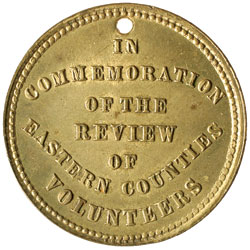 IN
COMMEMORATION
OF THE
REVIEW
OF
EASTERN COUNTIES
VOLUNTEERS